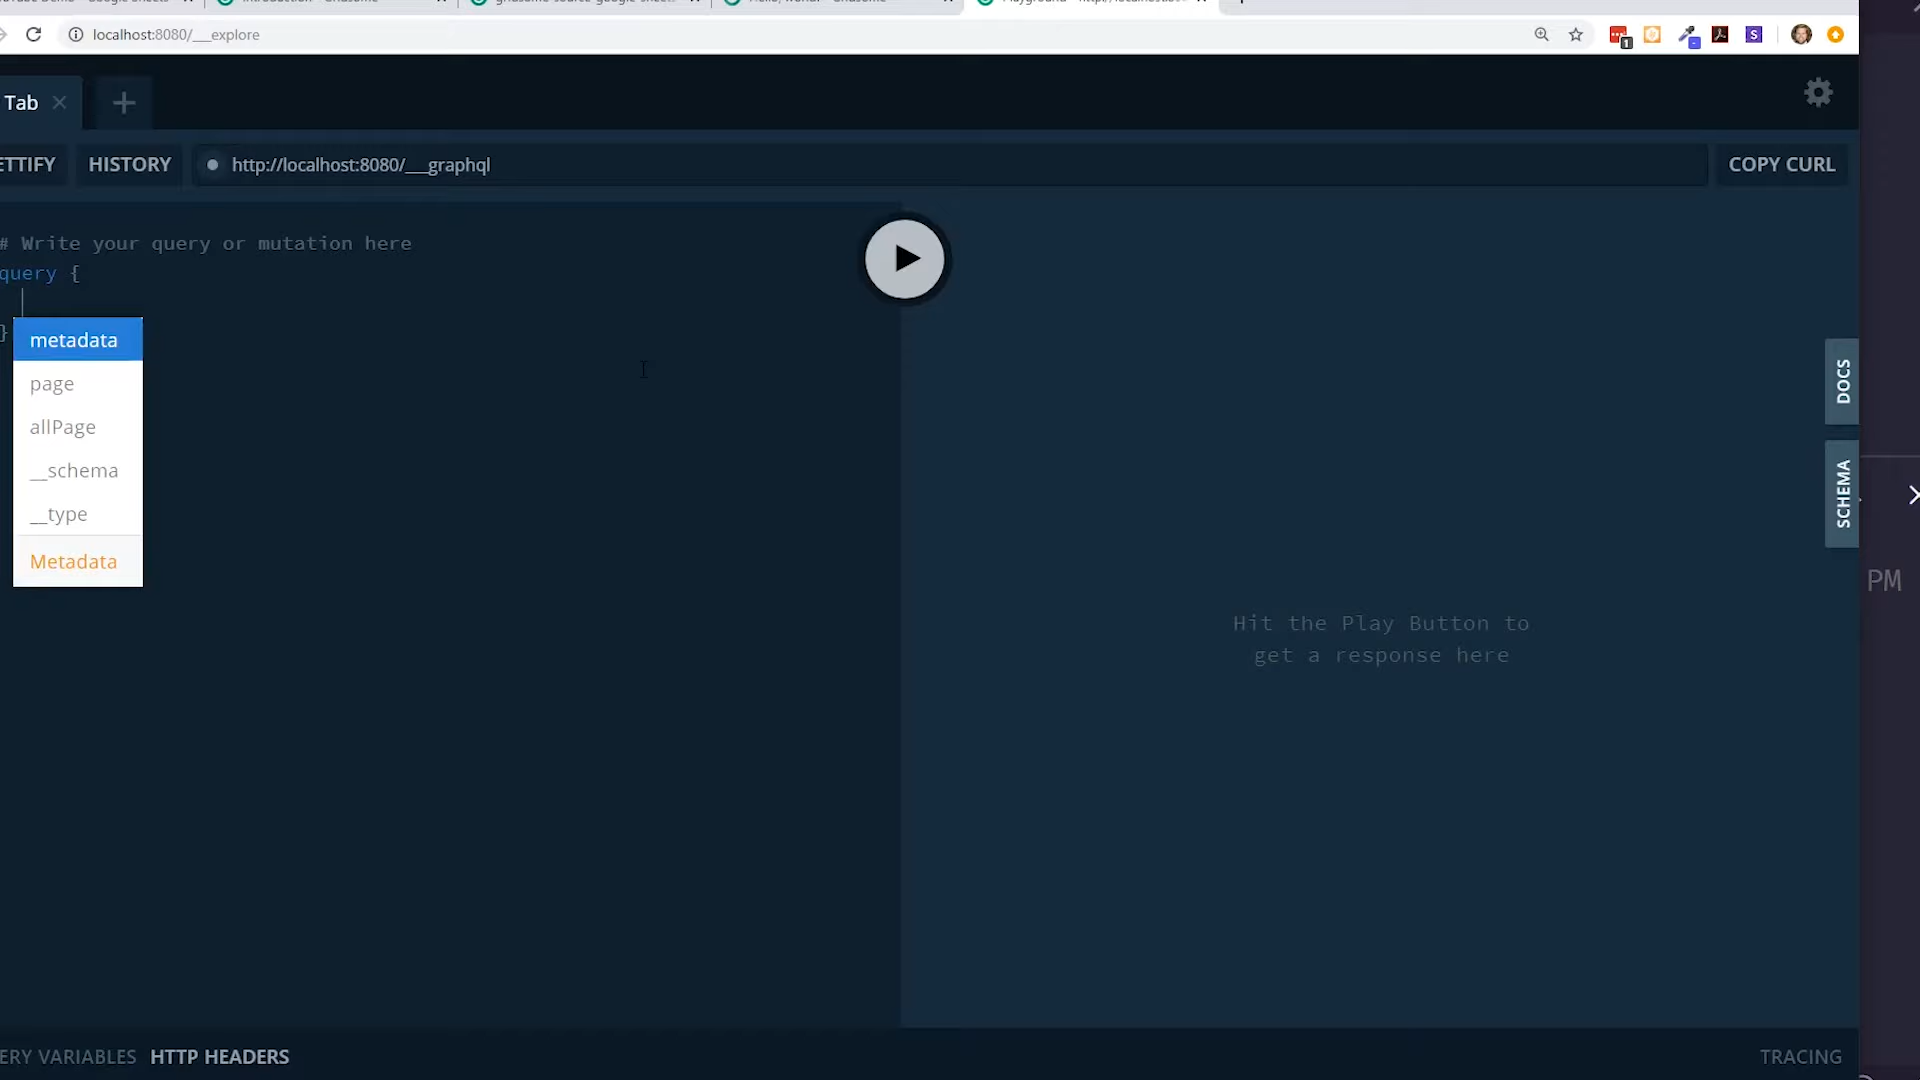 localhost:8080/___explore
Tab
ETTIFY
HISTORY
http://localhost:8080/___graphql
COPY CURL
# Write your query or mutation here
query {
}
metadata
page
allPage
__schema
__type
Metadata
Hit the Play Button to
get a response here
DOCS
SCHEMA
PM
ERY VARIABLES
HTTP HEADERS
TRACING